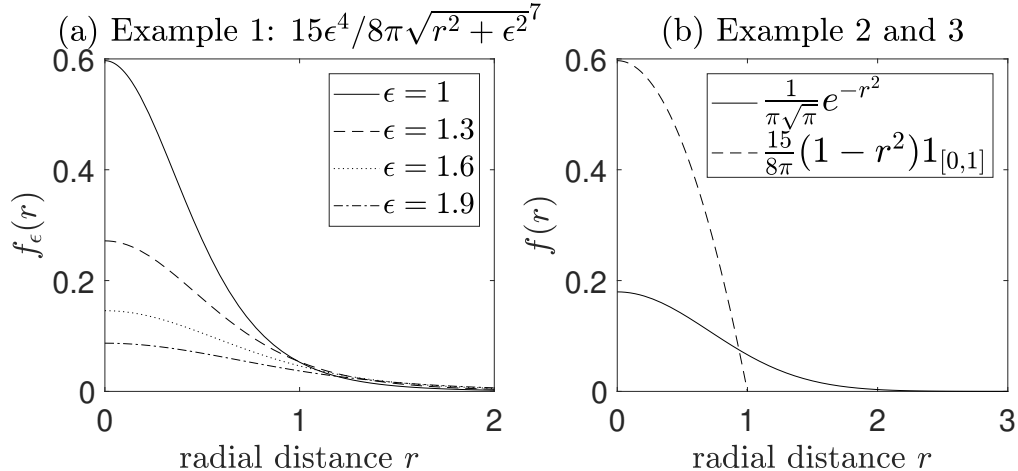 (a) Example 1: 15ϵ⁴/8π√(r² + ϵ²)⁷
0.6
0.4
0.2
0
f_ϵ(r)
ϵ = 1
ϵ = 1.3
ϵ = 1.6
ϵ = 1.9
0 1 2
radial distance r
(b) Example 2 and 3
0.6
0.4
0.2
0
f(r)
1/(π√π) e^{-r²}
15/(8π) (1 − r²)1_{[0,1]}
0 1 2 3
radial distance r